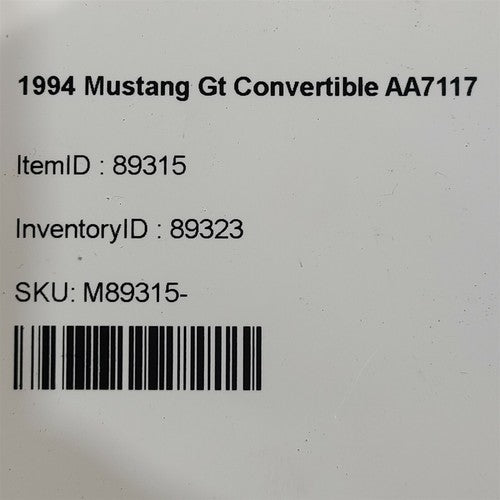 1994 Mustang Gt Convertible AA7117
ItemID : 89315
InventoryID : 89323
SKU: M89315-